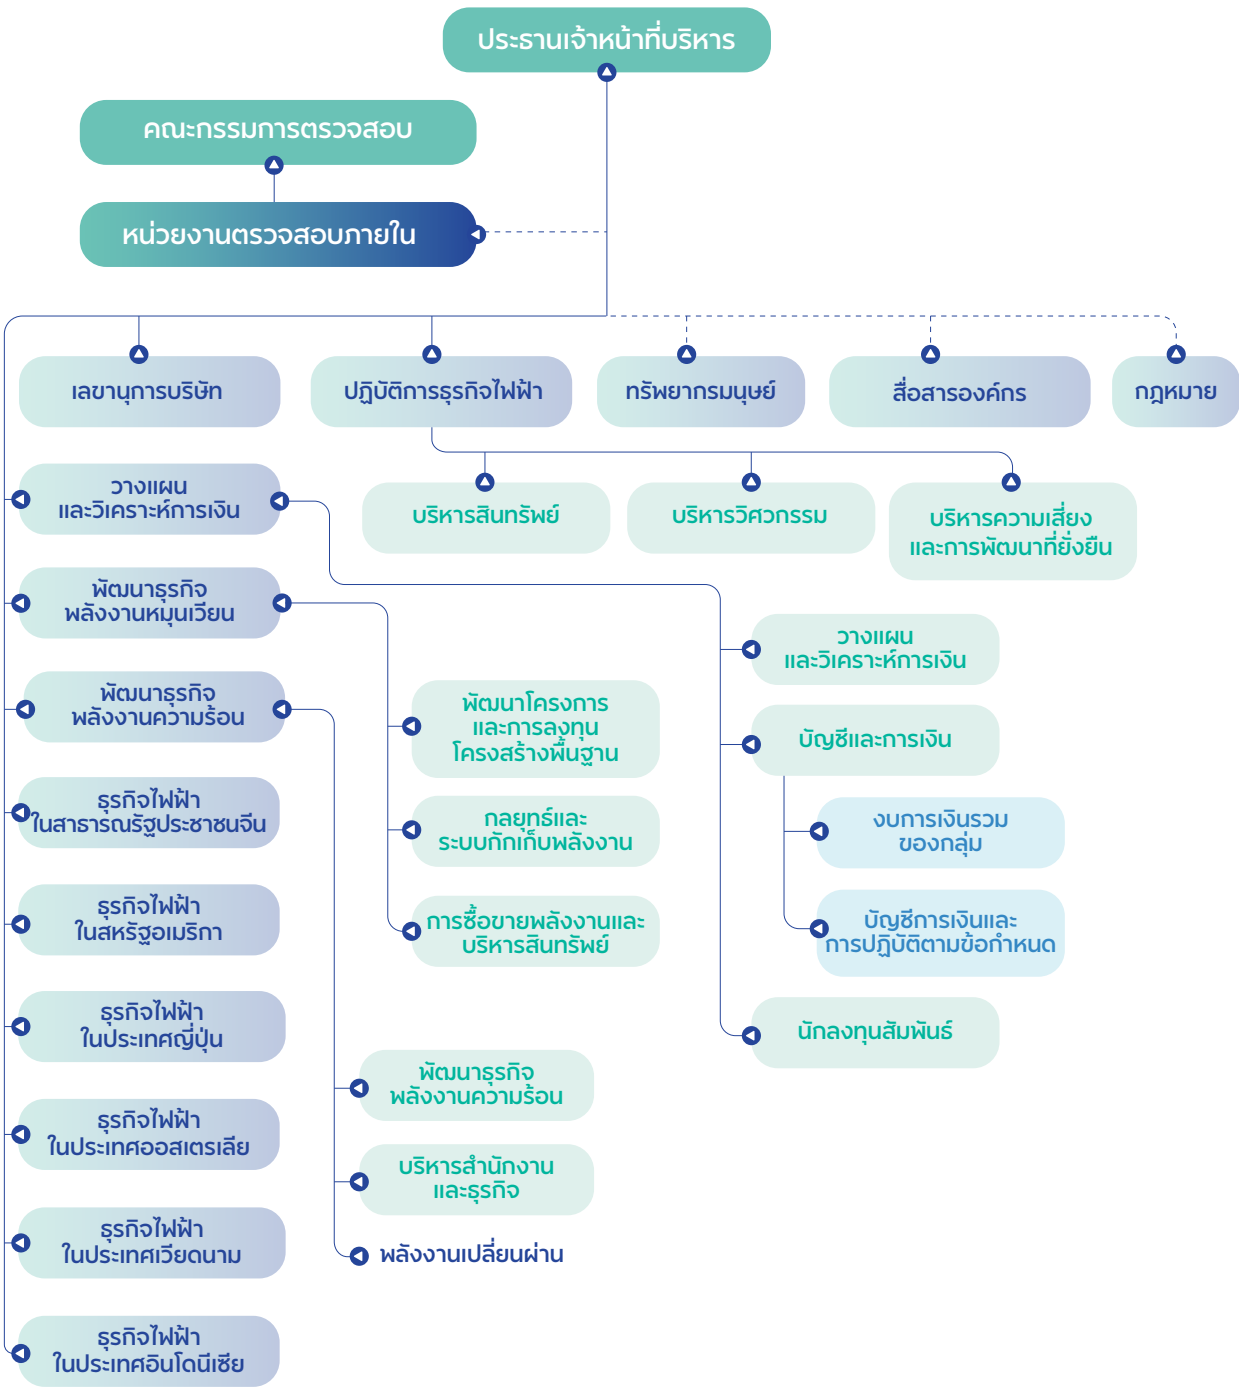 ประธานเจ้าหน้าที่บริหาร
คณะกรรมการตรวจสอบ
หน่วยงานตรวจสอบภายใน
เลขานุการบริษัท
ปฏิบัติการธุรกิจไฟฟ้า
ทรัพยากรมนุษย์
สื่อสารองค์กร
กฎหมาย
วางแผน
และวิเคราะห์การเงิน
บริหารสินทรัพย์
บริหารวิศวกรรม
บริหารความเสี่ยง
และการพัฒนาที่ยั่งยืน
พัฒนาธุรกิจ
พลังงานหมุนเวียน
วางแผน
และวิเคราะห์การเงิน
พัฒนาธุรกิจ
พลังงานความร้อน
พัฒนาโครงการ
และการลงทุน
โครงสร้างพื้นฐาน
บัญชีและการเงิน
ธุรกิจไฟฟ้า
ในสาธารณรัฐประชาชนจีน
กลยุทธ์และ
ระบบกักเก็บพลังงาน
งบการเงินรวม
ของกลุ่ม
ธุรกิจไฟฟ้า
ในสหรัฐอเมริกา
การซื้อขายพลังงานและ
บริหารสินทรัพย์
บัญชีการเงินและ
การปฏิบัติตามข้อกำหนด
ธุรกิจไฟฟ้า
ในประเทศญี่ปุ่น
นักลงทุนสัมพันธ์
พัฒนาธุรกิจ
พลังงานความร้อน
ธุรกิจไฟฟ้า
ในประเทศออสเตรเลีย
บริหารสำนักงาน
และธุรกิจ
ธุรกิจไฟฟ้า
ในประเทศเวียดนาม
พลังงานเปลี่ยนผ่าน
ธุรกิจไฟฟ้า
ในประเทศอินโดนีเซีย